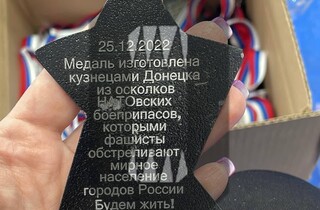 25.12.2022
Медаль изготовлена
кузнецами Донецка
из осколков
НАТОвских
боеприпасов,
которыми
фашисты
обстреливают
мирное
население
городов России
Будем жить!